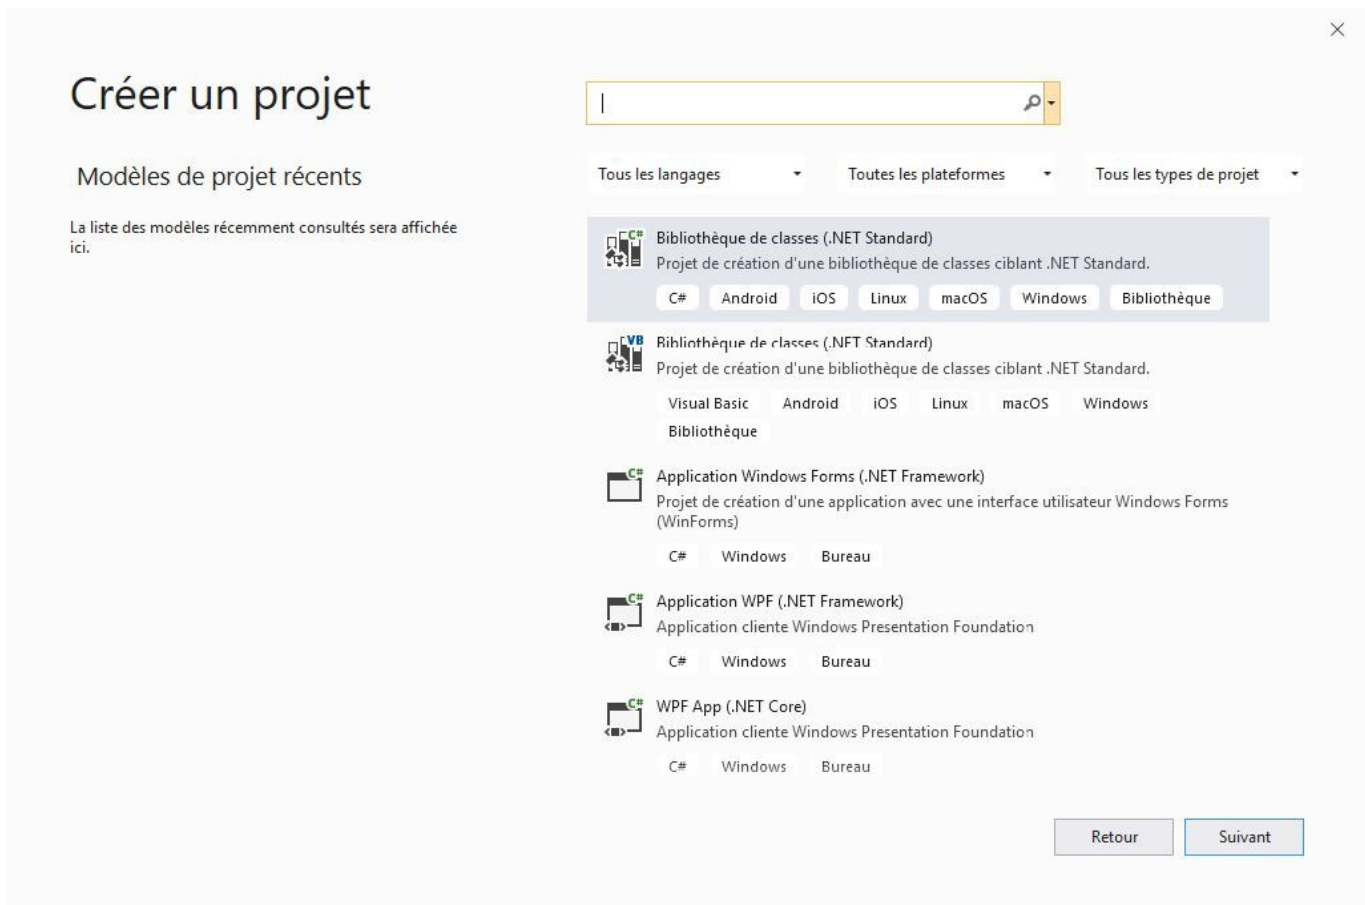 Créer un projet
Modèles de projet récents
La liste des modèles récemment consultés sera affichée
ici.
Tous les langages
Toutes les plateformes
Tous les types de projet
C#
Bibliothèque de classes (.NET Standard)
Projet de création d'une bibliothèque de classes ciblant .NET Standard.
C# Android iOS Linux macOS Windows Bibliothèque
VB
Bibliothèque de classes (.NET Standard)
Projet de création d'une bibliothèque de classes ciblant .NET Standard.
Visual Basic Android iOS Linux macOS Windows
Bibliothèque
C#
Application Windows Forms (.NET Framework)
Projet de création d'une application avec une interface utilisateur Windows Forms
(WinForms)
C# Windows Bureau
C#
Application WPF (.NET Framework)
Application cliente Windows Presentation Foundation
C# Windows Bureau
C#
WPF App (.NET Core)
Application cliente Windows Presentation Foundation
C# Windows Bureau
Retour
Suivant